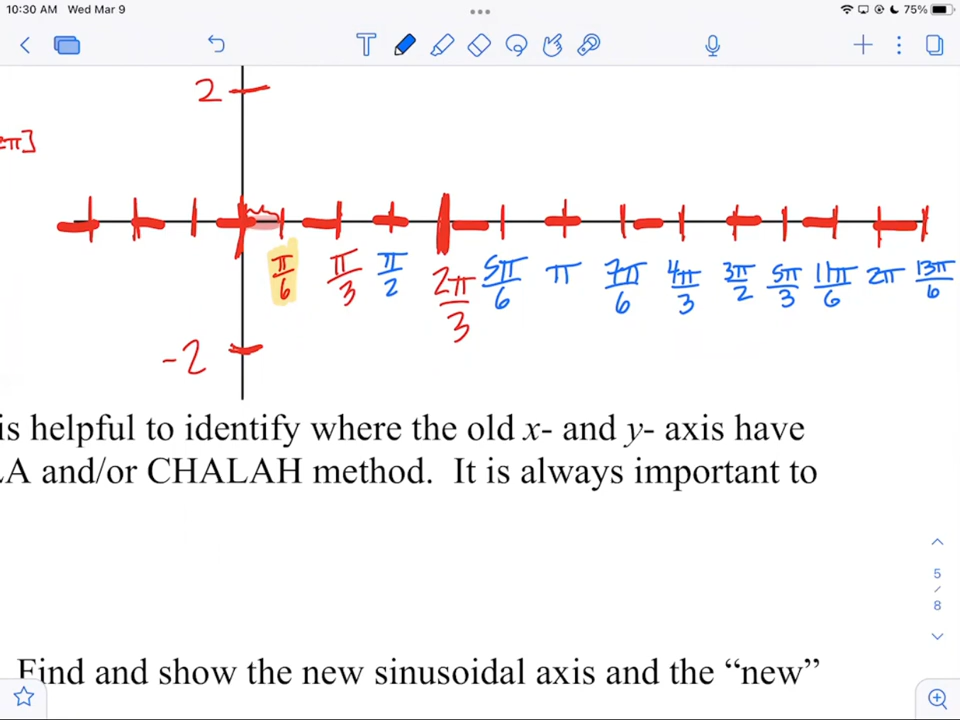 10:30 AM Wed Mar 9
75%
T
2
2π]
π/6 π/3 π/2 2π/3 5π/6 π 7π/6 4π/3 3π/2 5π/3 11π/6 2π 13π/6
-2
is helpful to identify where the old x- and y- axis have
LA and/or CHALAH method. It is always important to
5
/
8
Find and show the new sinusoidal axis and the “new”